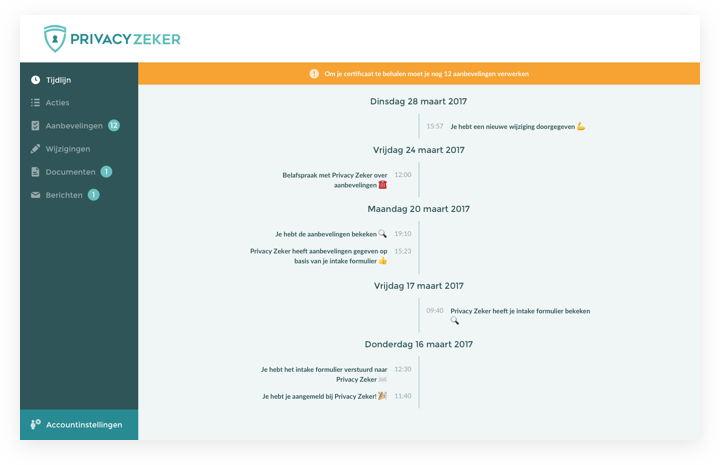 PRIVACY ZEKER
Om je certificaat te behalen moet je nog 12 aanbevelingen verwerken
Tijdlijn
Acties
Aanbevelingen 12
Wijzigingen
Documenten 1
Berichten 1
Accountinstellingen
Dinsdag 28 maart 2017
15:57 Je hebt een nieuwe wijziging doorgegeven 💪
Vrijdag 24 maart 2017
Belafspraak met Privacy Zeker over 12:00
aanbevelingen ☎️
Maandag 20 maart 2017
Je hebt de aanbevelingen bekeken 🔍 19:10
Privacy Zeker heeft aanbevelingen gegeven op 15:23
basis van je intake formulier 👍
Vrijdag 17 maart 2017
09:40 Privacy Zeker heeft je intake formulier bekeken
🔍
Donderdag 16 maart 2017
Je hebt het intake formulier verstuurd naar 12:30
Privacy Zeker ✉️
Je hebt je aangemeld bij Privacy Zeker! 🎉 11:40